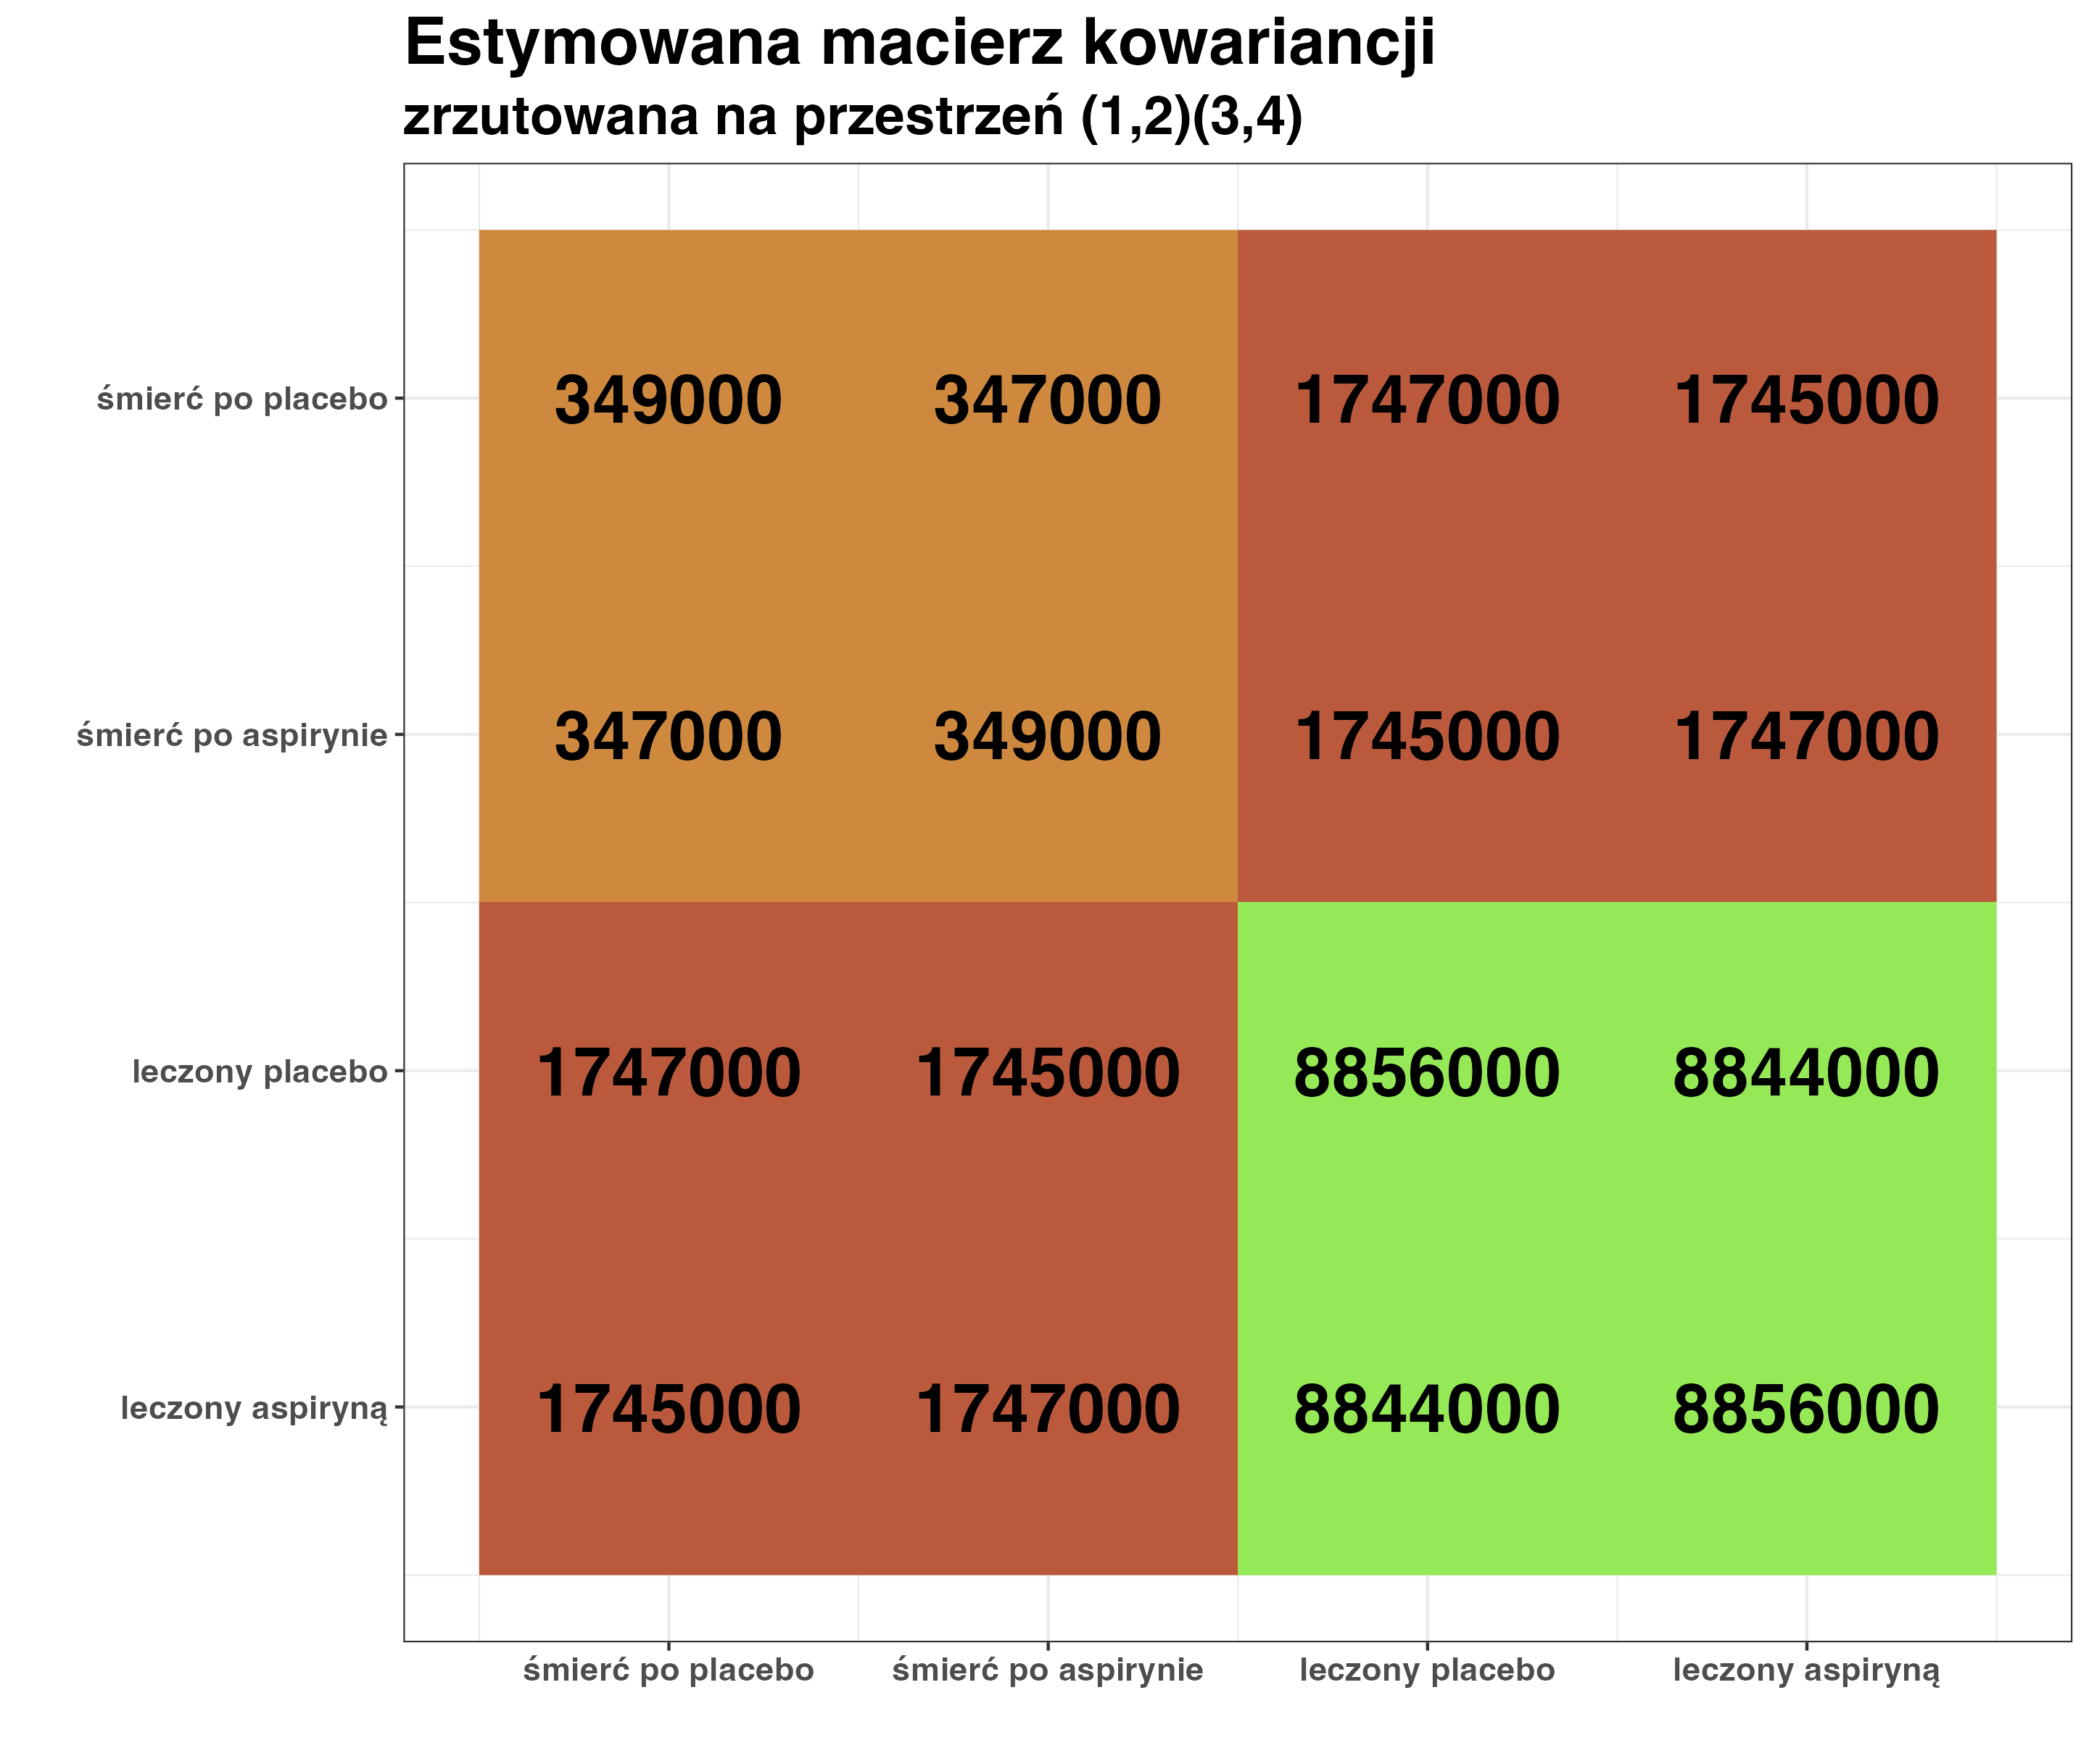 Estymowana macierz kowariancji
zrzutowana na przestrzeń (1,2)(3,4)
śmierć po placebo 349000 347000 1747000 1745000
śmierć po aspirynie 347000 349000 1745000 1747000
leczony placebo 1747000 1745000 8856000 8844000
leczony aspiryną 1745000 1747000 8844000 8856000
śmierć po placebo śmierć po aspirynie leczony placebo leczony aspiryną